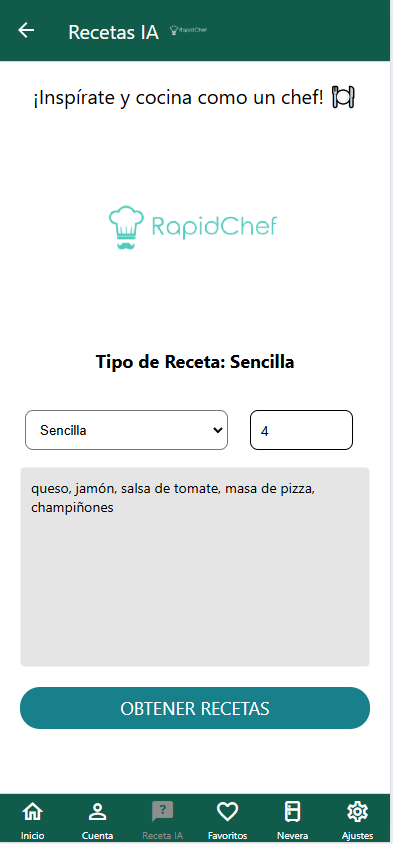 Recetas IA RapidChef
¡Inspírate y cocina como un chef!
RapidChef
Tipo de Receta: Sencilla
Sencilla 4
queso, jamón, salsa de tomate, masa de pizza,
champiñones
OBTENER RECETAS
Inicio Cuenta Receta IA Favoritos Nevera Ajustes